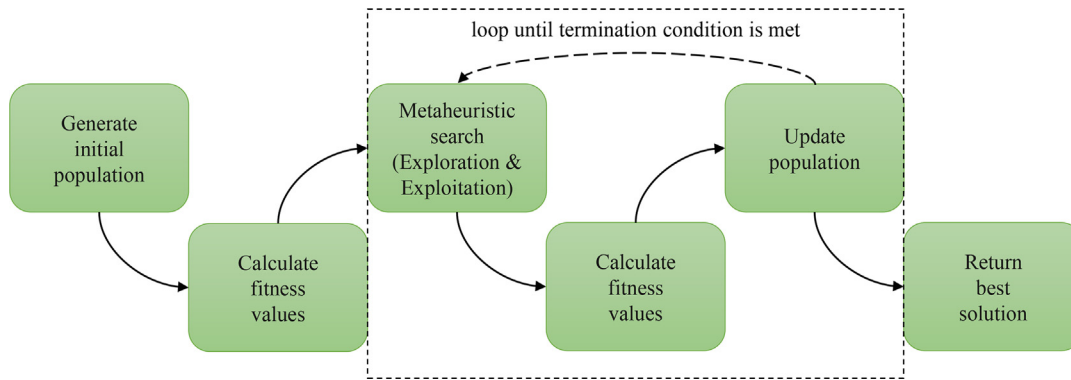 loop until termination condition is met
Generate
initial
population
Calculate
fitness
values
Metaheuristic
search
(Exploration &
Exploitation)
Calculate
fitness
values
Update
population
Return
best
solution